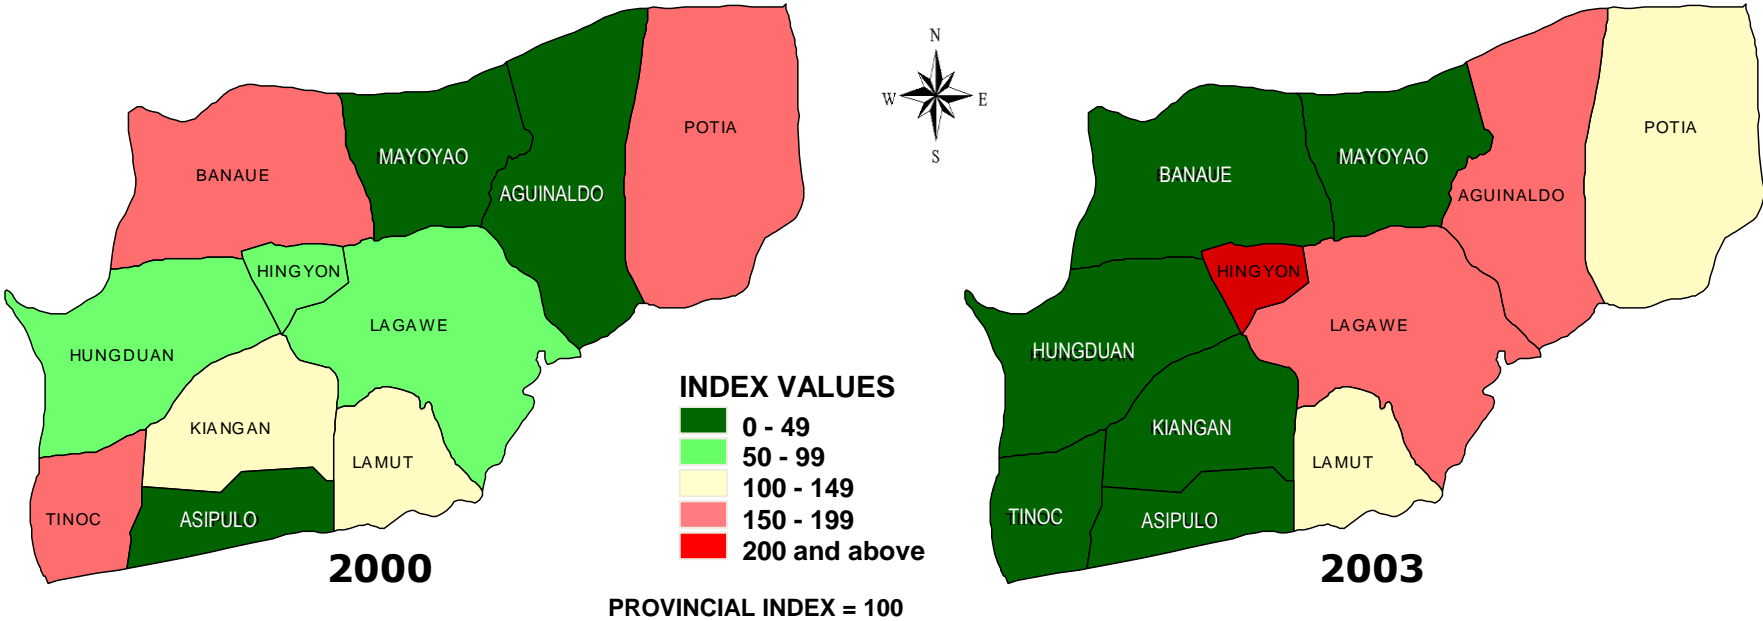 N
W
E
S
BANAUE
MAYOYAO
AGUINALDO
POTIA
HINGYON
HUNGDUAN
LAGAWE
KIANGAN
LAMUT
TINOC
ASIPULO
2000
INDEX VALUES
0 - 49
50 - 99
100 - 149
150 - 199
200 and above
PROVINCIAL INDEX = 100
BANAUE
MAYOYAO
AGUINALDO
POTIA
HINGYON
HUNGDUAN
LAGAWE
KIANGAN
LAMUT
TINOC
ASIPULO
2003